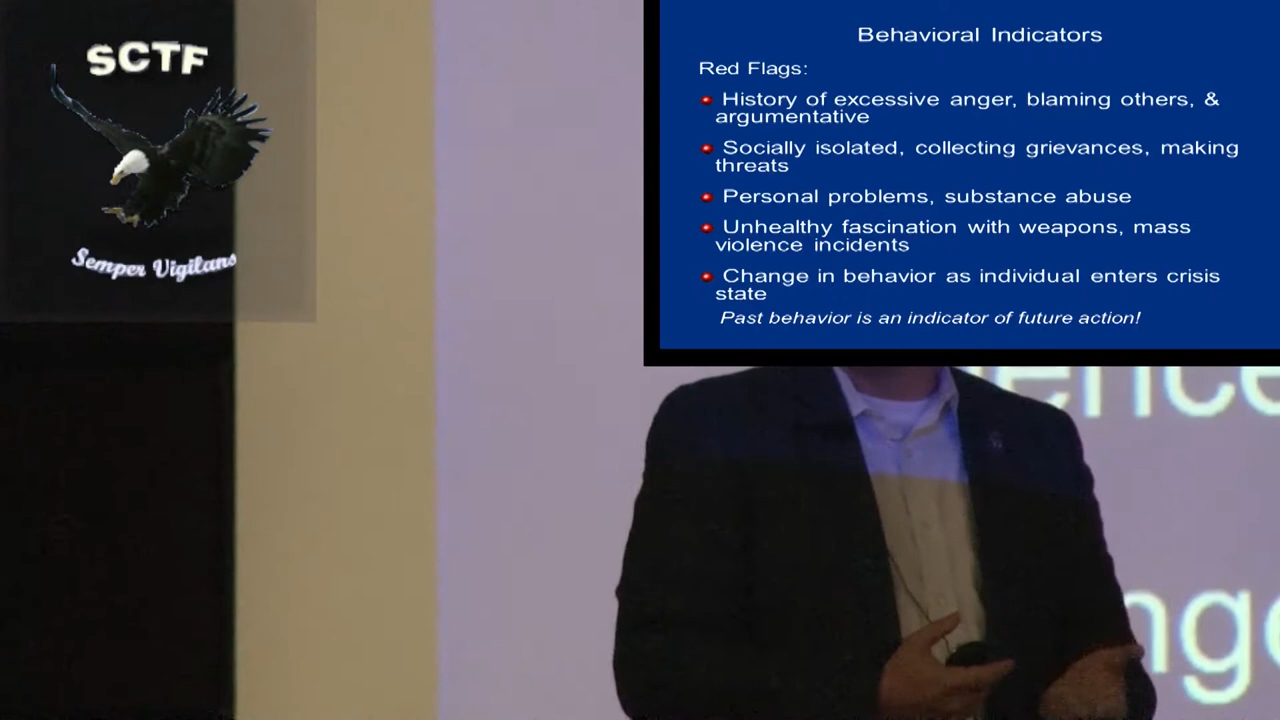 SCTF
Semper Vigilans
Behavioral Indicators
Red Flags:
History of excessive anger, blaming others, &
argumentative
Socially isolated, collecting grievances, making
threats
Personal problems, substance abuse
Unhealthy fascination with weapons, mass
violence incidents
Change in behavior as individual enters crisis
state
Past behavior is an indicator of future action!